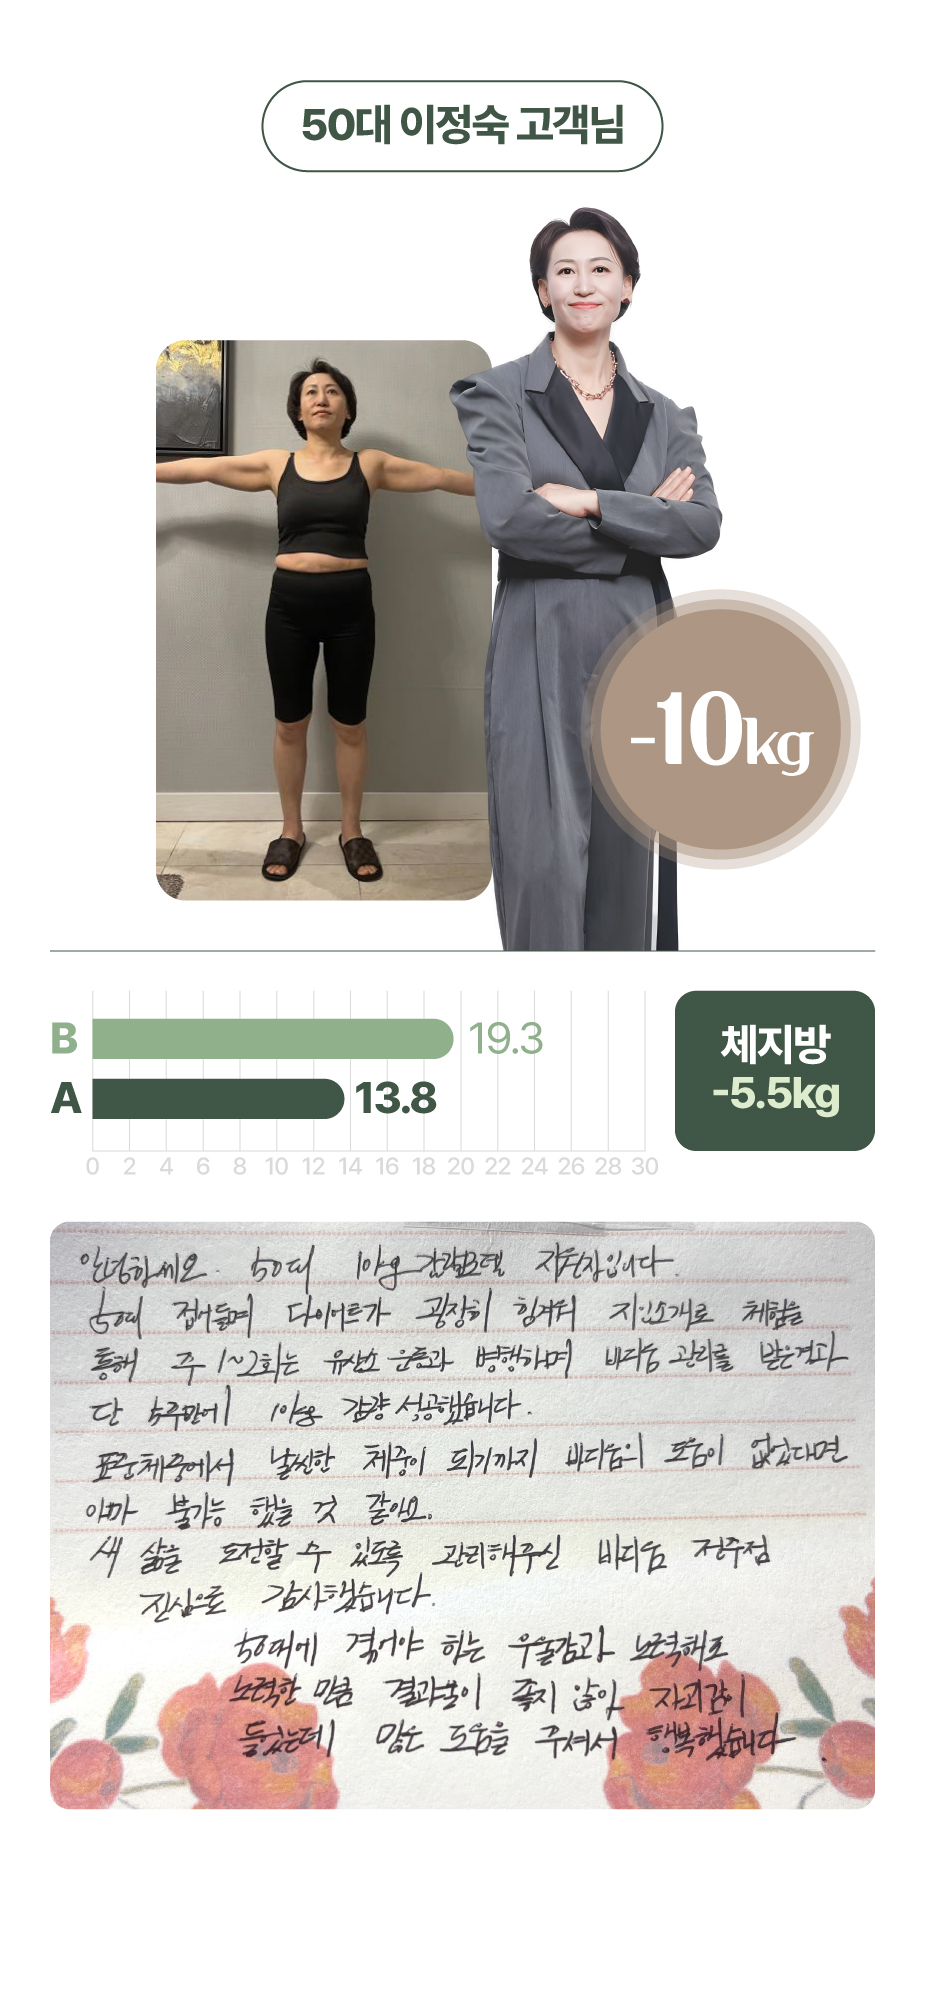 50대 이정숙 고객님
-10kg
B 19.3
A 13.8
0 2 4 6 8 10 12 14 16 18 20 22 24 26 28 30
체지방
-5.5kg
안녕하세요. 50대 감량모델 지원자입니다.
50대 접어들며 다이어트가 굉장히 힘겨워 지인소개로 체험을
통해 주 1~2회는 유산소 운동과 병행하며 바디움 관리를 받은결과
단 5주만에 감량 성공했습니다.
표준체중에서 날씬한 체중이 되기까지 바디움의 도움이 없었다면
아마 불가능 했을 것 같아요.
새 삶을 도전할 수 있도록 관리해주신 바디움 전주점
진심으로 감사했습니다.
50대에 겪어야 하는 우울감과 노력해도
노력한 만큼 결과물이 좋지 않아 자괴감이
들었는데 많은 도움을 주셔서 행복했습니다.